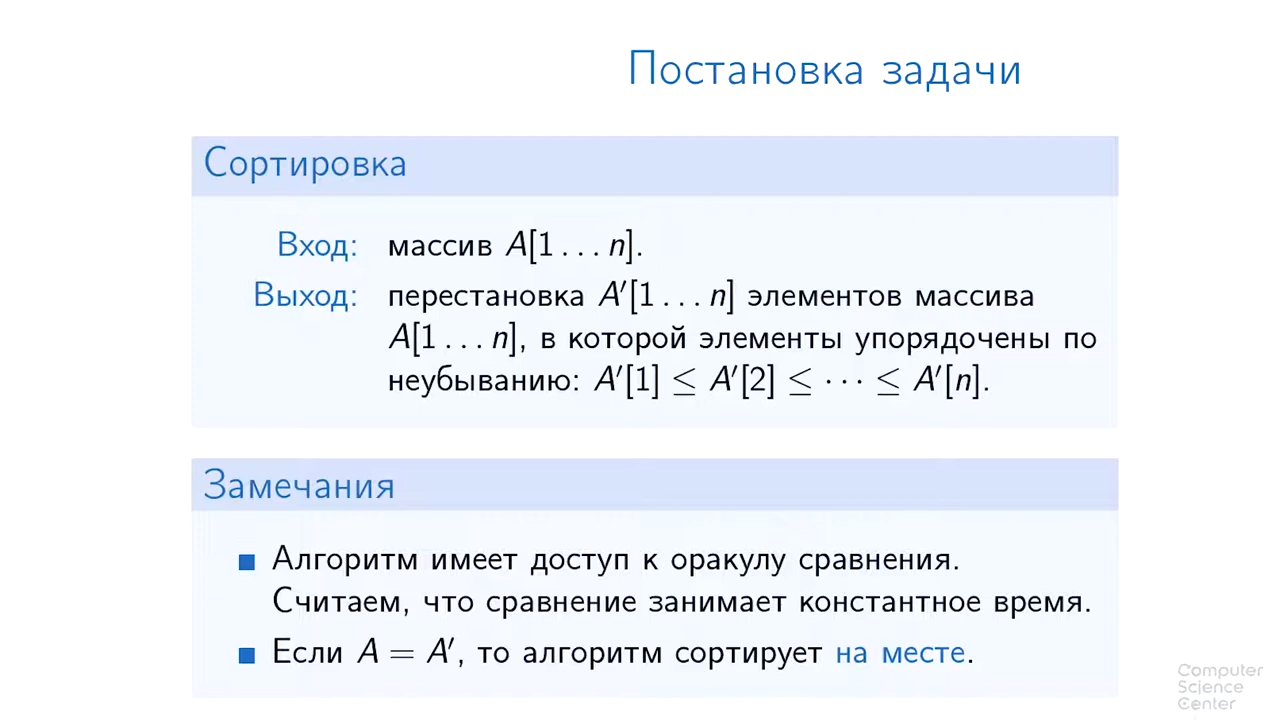 Постановка задачи
Сортировка
Вход: массив A[1 . . . n].
Выход: перестановка A′[1 . . . n] элементов массива
A[1 . . . n], в которой элементы упорядочены по
неубыванию: A′[1] ≤ A′[2] ≤ · · · ≤ A′[n].
Замечания
■ Алгоритм имеет доступ к оракулу сравнения.
Считаем, что сравнение занимает константное время.
■ Если A = A′, то алгоритм сортирует на месте.
Computer
Science
Center